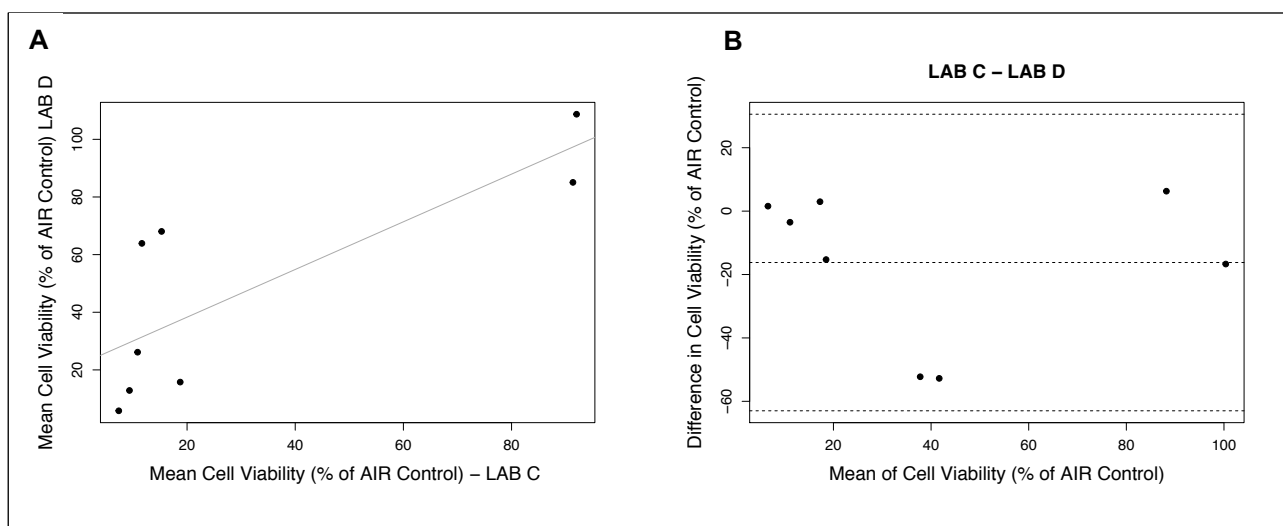 A
Mean Cell Viability (% of AIR Control) LAB D
20 40 60 80 100
20 40 60 80
Mean Cell Viability (% of AIR Control) – LAB C
B
LAB C – LAB D
Difference in Cell Viability (% of AIR Control)
−60 −40 −20 0 20
20 40 60 80 100
Mean of Cell Viability (% of AIR Control)